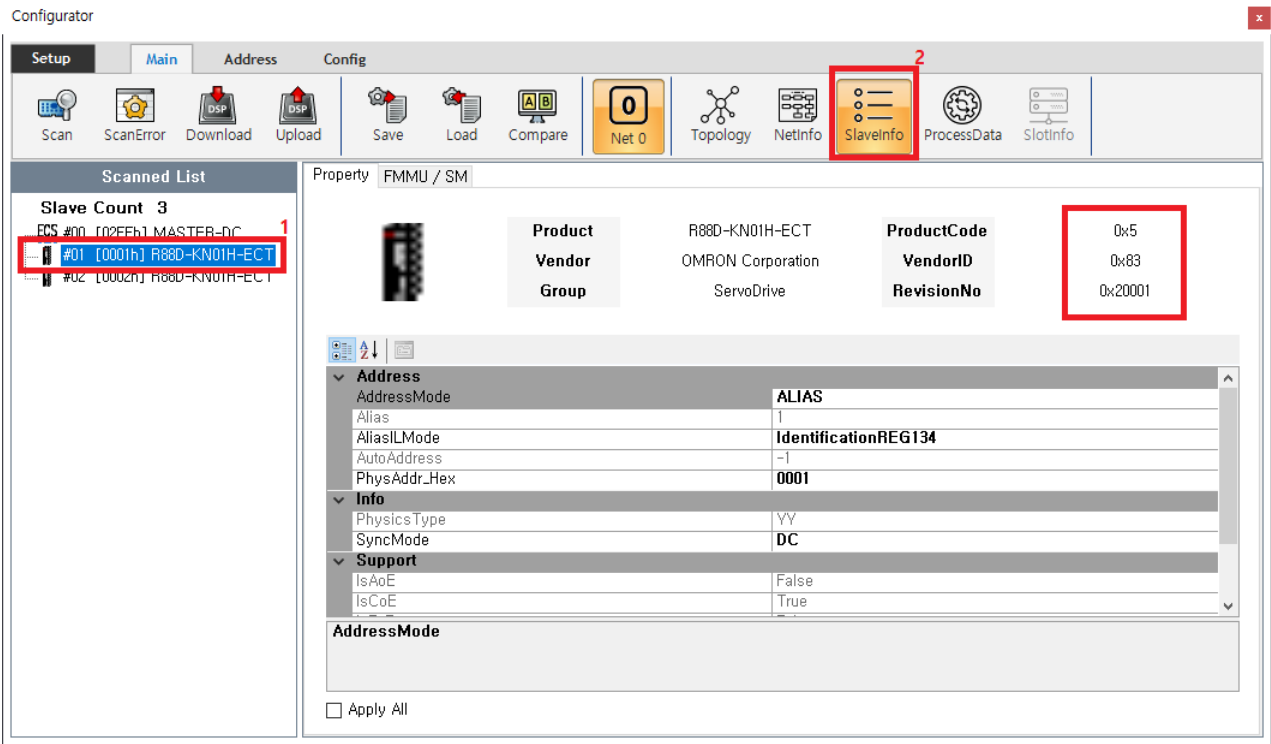 Configurator
x
Setup Main Address Config
2
Scan ScanError Download Upload Save Load Compare Net 0 Topology NetInfo SlaveInfo ProcessData SlotInfo
DSP DSP A B 0
Scanned List
Slave Count 3
ECS #00 [02EEh] MASTER-DC
1
#01 [0001h] R88D-KN01H-ECT
#02 [0002h] R88D-KN01H-ECT
Property FMMU / SM
Product R88D-KN01H-ECT ProductCode 0x5
Vendor OMRON Corporation VendorID 0x83
Group ServoDrive RevisionNo 0x20001
Address
AddressMode ALIAS
Alias 1
AliasILMode IdentificationREG134
AutoAddress -1
PhysAddr_Hex 0001
Info
PhysicsType YY
SyncMode DC
Support
IsAoE False
IsCoE True
AddressMode
Apply All